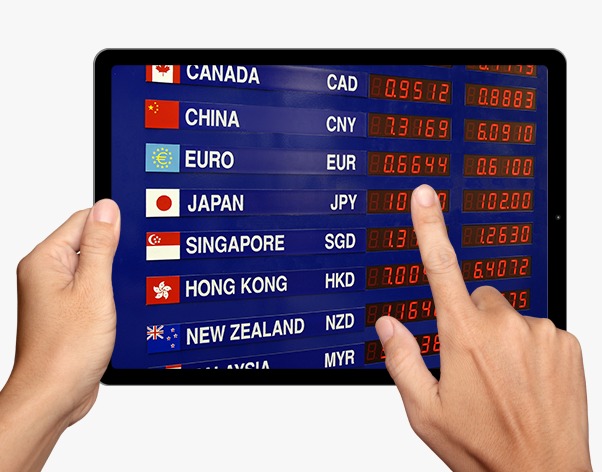 CANADA CAD 0.9512 0.8883
CHINA CNY 7.3169 6.0910
EURO EUR 0.6644 0.6100
JAPAN JPY 102.00
SINGAPORE SGD 1.2630
HONG KONG HKD 6.4072
NEW ZEALAND NZD
MYR